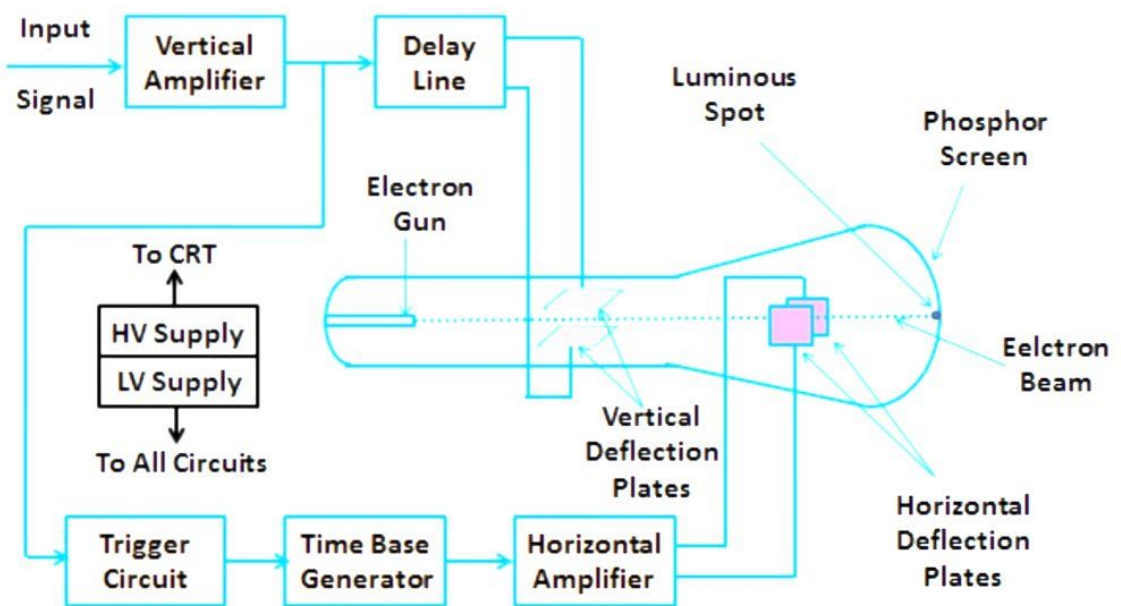 Input
Signal
Vertical
Amplifier
Delay
Line
Luminous
Spot
Phosphor
Screen
Electron
Gun
To CRT
HV Supply
LV Supply
To All Circuits
Vertical
Deflection
Plates
Eelctron
Beam
Horizontal
Deflection
Plates
Trigger
Circuit
Time Base
Generator
Horizontal
Amplifier